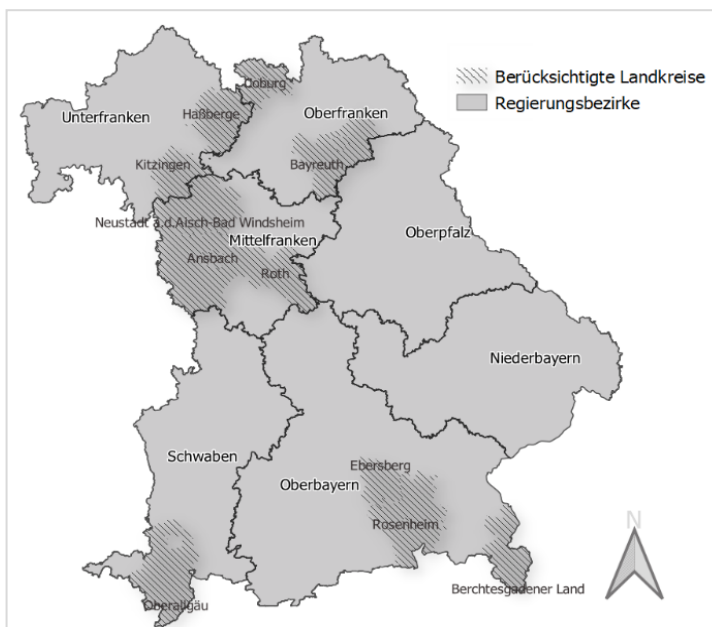 Berücksichtigte Landkreise
Regierungsbezirke
Coburg
Unterfranken
Haßberge
Oberfranken
Kitzingen
Bayreuth
Neustadt a.d.Aisch-Bad Windsheim
Mittelfranken
Oberpfalz
Ansbach
Roth
Niederbayern
Schwaben
Ebersberg
Oberbayern
Rosenheim
N
Berchtesgadener Land
Oberallgäu